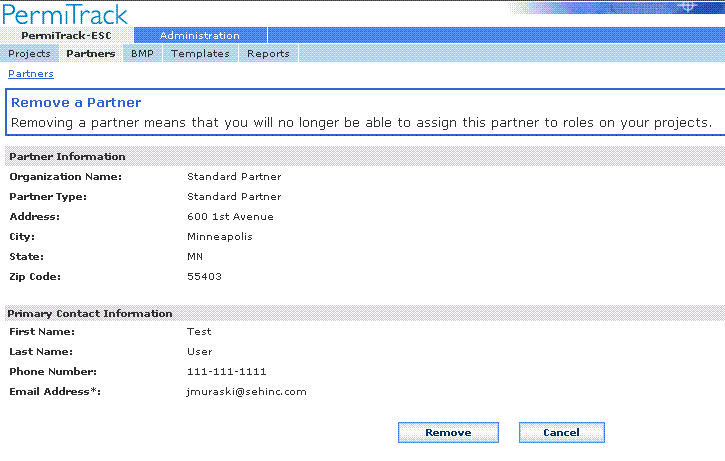 PermiTrack
PermiTrack-ESC Administration
Projects Partners BMP Templates Reports
Partners
Remove a Partner
Removing a partner means that you will no longer be able to assign this partner to roles on your projects.
Partner Information
Organization Name: Standard Partner
Partner Type: Standard Partner
Address: 600 1st Avenue
City: Minneapolis
State: MN
Zip Code: 55403
Primary Contact Information
First Name: Test
Last Name: User
Phone Number: 111-111-1111
Email Address*: jmuraski@sehinc.com
Remove Cancel